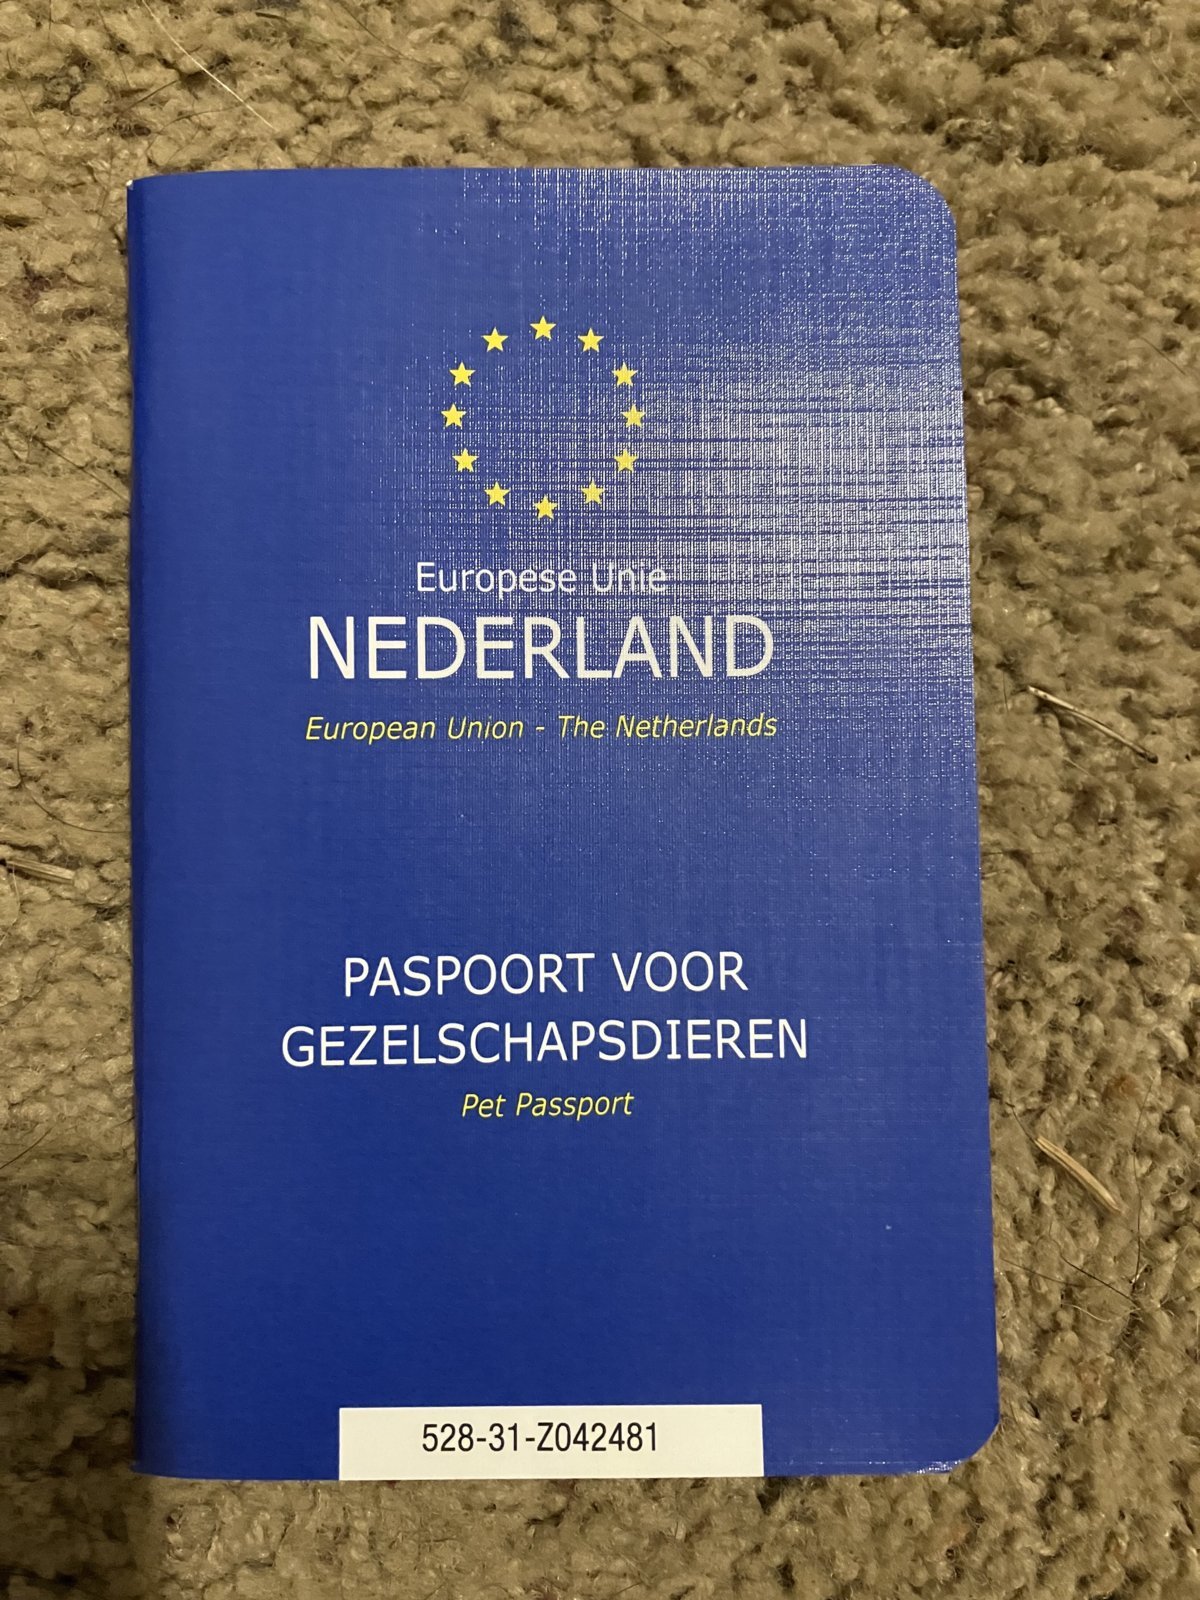 Europese Unie
NEDERLAND
European Union - The Netherlands
PASPOORT VOOR
GEZELSCHAPSDIEREN
Pet Passport
528-31-Z042481